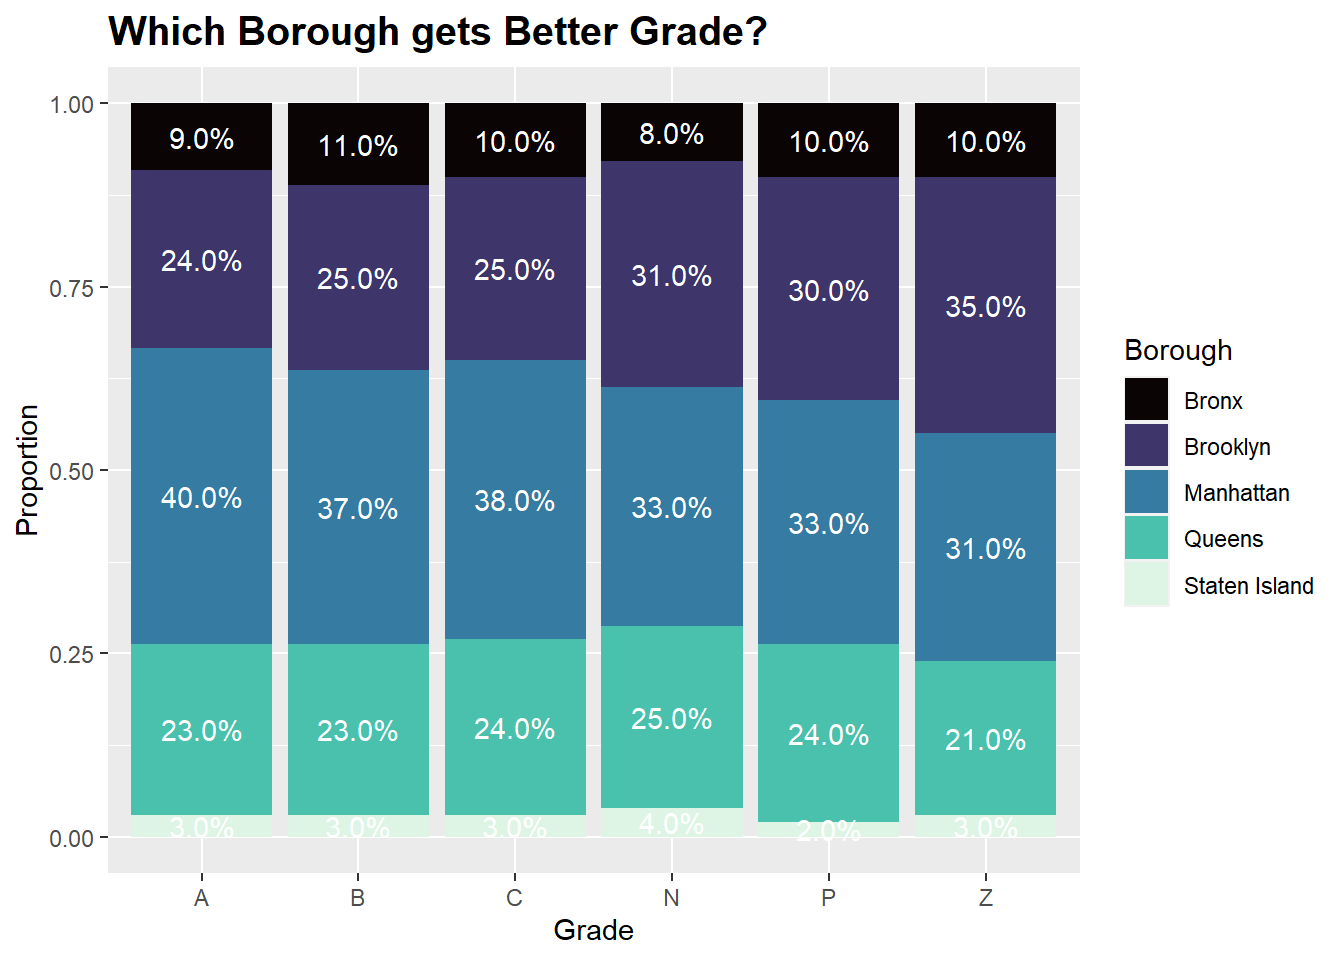 Which Borough gets Better Grade?
1.00
0.75
0.50
0.25
0.00
Proportion
9.0% 11.0% 10.0% 8.0% 10.0% 10.0%
24.0% 25.0% 25.0% 31.0% 30.0% 35.0%
40.0% 37.0% 38.0% 33.0% 33.0% 31.0%
23.0% 23.0% 24.0% 25.0% 24.0% 21.0%
3.0% 3.0% 3.0% 4.0% 2.0% 3.0%
A B C N P Z
Grade
Borough
Bronx
Brooklyn
Manhattan
Queens
Staten Island